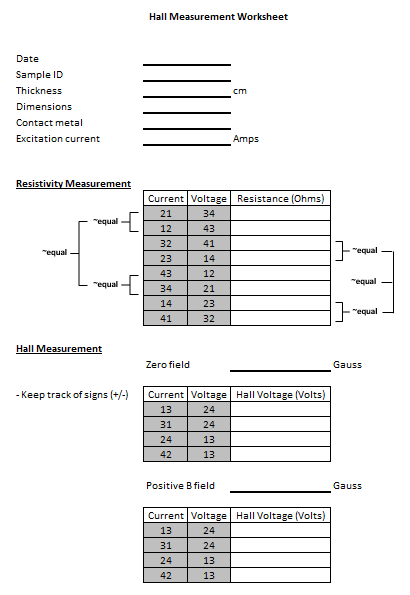 Hall Measurement Worksheet
Date
Sample ID
Thickness cm
Dimensions
Contact metal
Excitation current Amps
Resistivity Measurement
Current Voltage Resistance (Ohms)
21 34
~equal
12 43
32 41
~equal ~equal
23 14
43 12
~equal ~equal
34 21
14 23
~equal
41 32
Hall Measurement
Zero field Gauss
- Keep track of signs (+/-) Current Voltage Hall Voltage (Volts)
13 24
31 24
24 13
42 13
Positive B field Gauss
Current Voltage Hall Voltage (Volts)
13 24
31 24
24 13
42 13